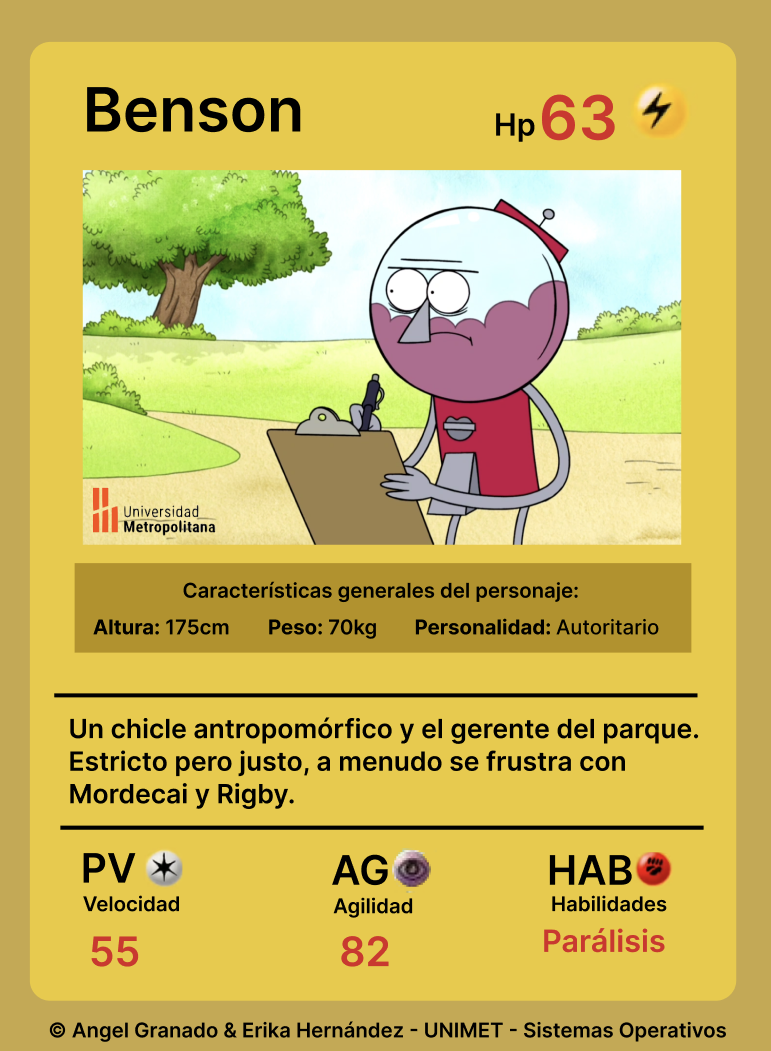 Benson
Hp 63
Universidad
Metropolitana
Características generales del personaje:
Altura: 175cm Peso: 70kg Personalidad: Autoritario
Un chicle antropomórfico y el gerente del parque.
Estricto pero justo, a menudo se frustra con
Mordecai y Rigby.
PV AG HAB
Velocidad Agilidad Habilidades
55 82 Parálisis
© Angel Granado & Erika Hernández - UNIMET - Sistemas Operativos